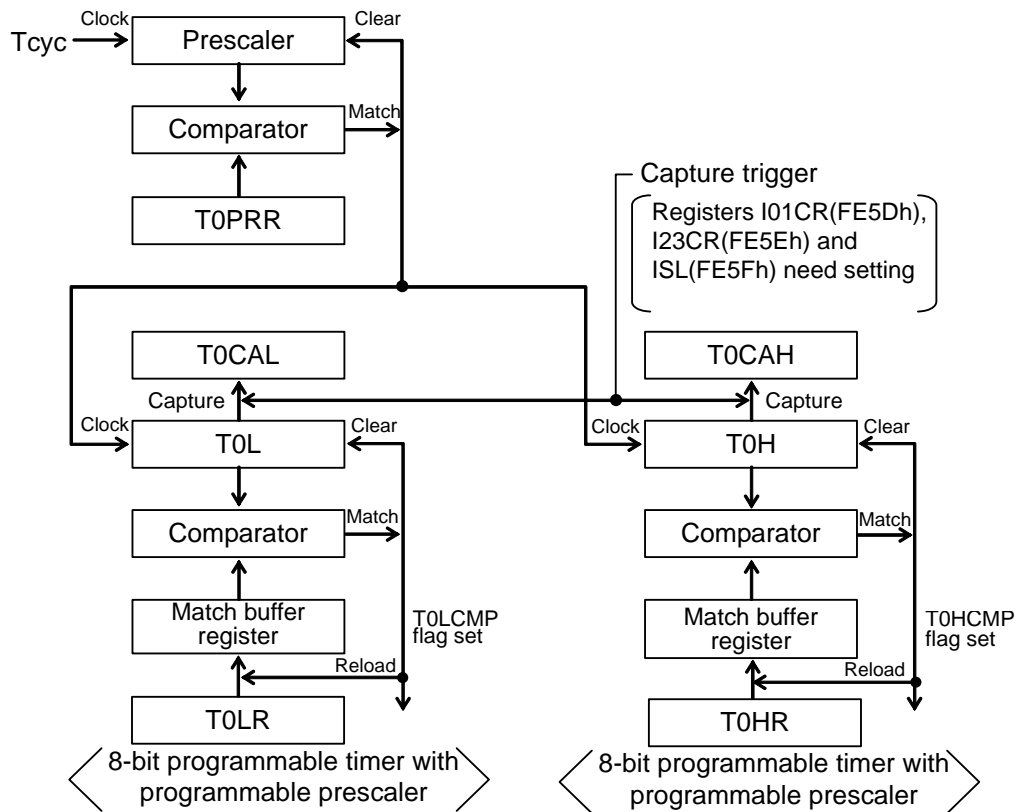 Clock
Clear
Tcyc
Prescaler
Comparator
Match
T0PRR
Capture trigger
Registers I01CR(FE5Dh),
I23CR(FE5Eh) and
ISL(FE5Fh) need setting
T0CAL
Capture
Clock
T0L
Clear
Comparator
Match
Match buffer
register
T0LCMP
flag set
Reload
T0LR
8-bit programmable timer with
programmable prescaler
T0CAH
Capture
Clock
T0H
Clear
Comparator
Match
Match buffer
register
T0HCMP
flag set
Reload
T0HR
8-bit programmable timer with
programmable prescaler